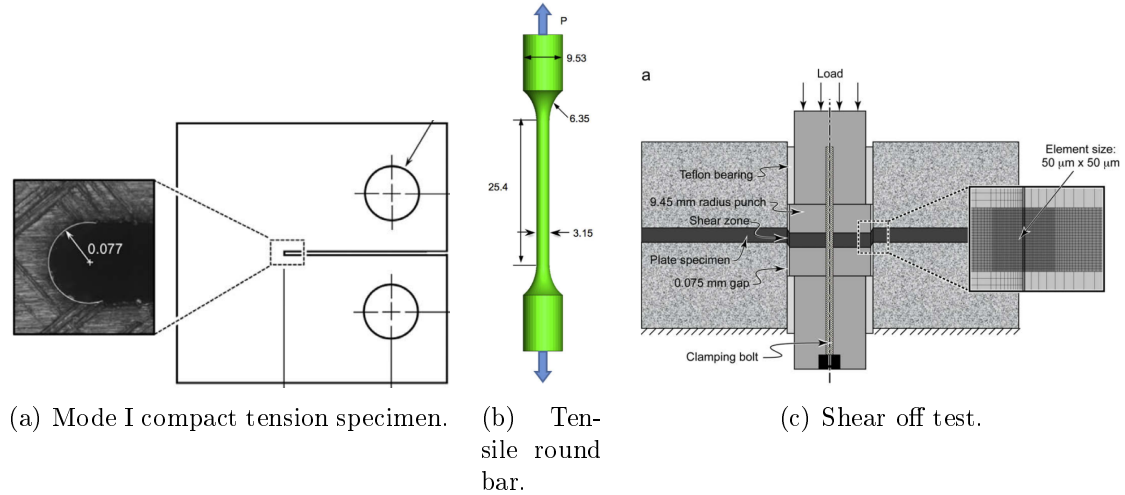 0.077
(a) Mode I compact tension specimen.
P
9.53
6.35
25.4
3.15
(b) Ten-
sile round
bar.
a
Load
Teflon bearing
9.45 mm radius punch
Shear zone
Plate specimen
0.075 mm gap
Clamping bolt
Element size:
50 μm x 50 μm
(c) Shear off test.